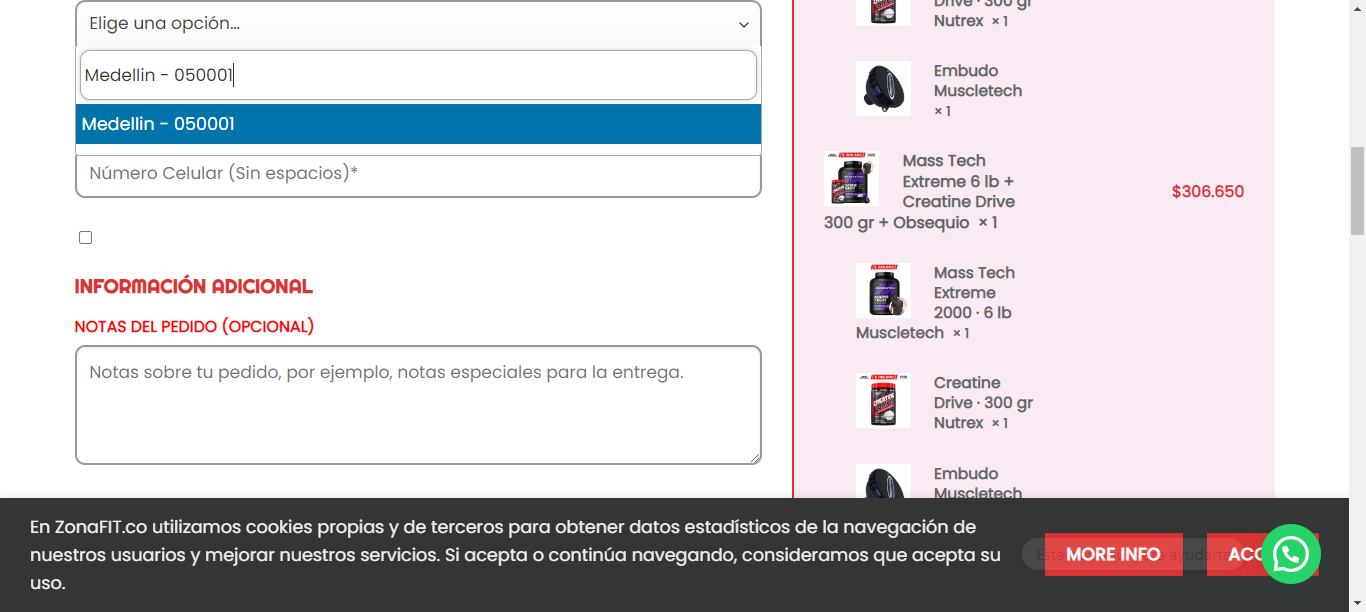 Elige una opción...
Medellin - 050001
Medellin - 050001
Número Celular (Sin espacios)*
INFORMACIÓN ADICIONAL
NOTAS DEL PEDIDO (OPCIONAL)
Notas sobre tu pedido, por ejemplo, notas especiales para la entrega.
Drive · 300 gr
Nutrex × 1
Embudo
Muscletech
× 1
Mass Tech
Extreme 6 lb +
Creatine Drive
300 gr + Obsequio × 1
$306.650
Mass Tech
Extreme
2000 · 6 lb
Muscletech × 1
Creatine
Drive · 300 gr
Nutrex × 1
Embudo
Muscletech
En ZonaFIT.co utilizamos cookies propias y de terceros para obtener datos estadísticos de la navegación de
nuestros usuarios y mejorar nuestros servicios. Si acepta o continúa navegando, consideramos que acepta su
uso.
MORE INFO